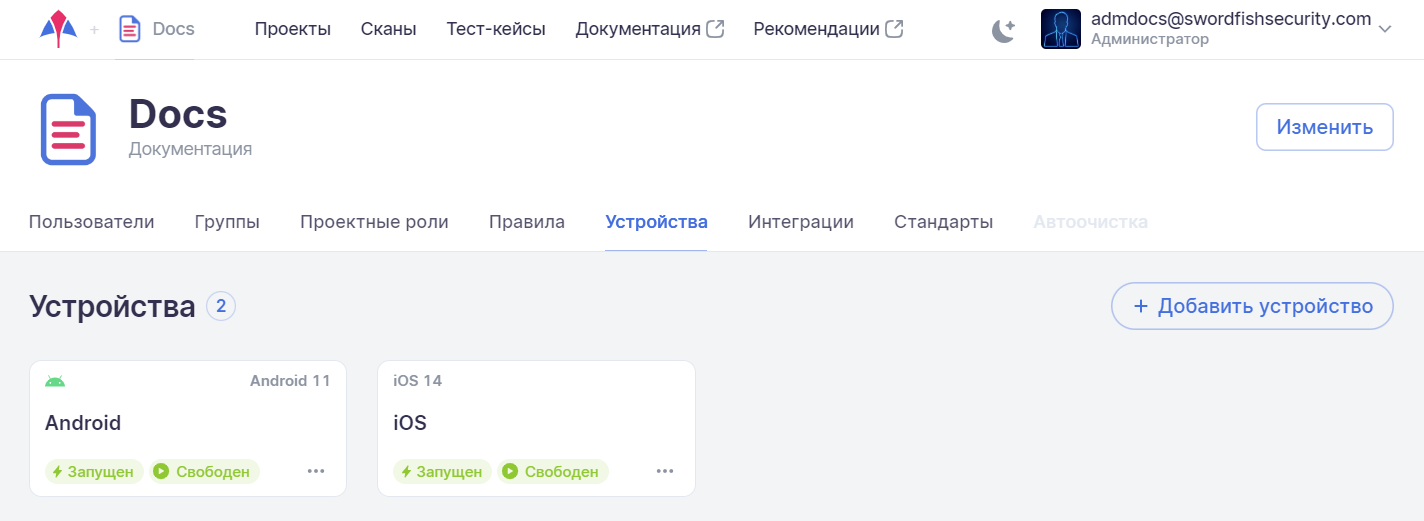 + Docs Проекты Сканы Тест-кейсы Документация Рекомендации admdocs@swordfishsecurity.com
Администратор
Docs
Документация
Изменить
Пользователи Группы Проектные роли Правила Устройства Интеграции Стандарты Автоочистка
Устройства 2
+ Добавить устройство
Android 11
Android
Запущен Свободен
iOS 14
iOS
Запущен Свободен